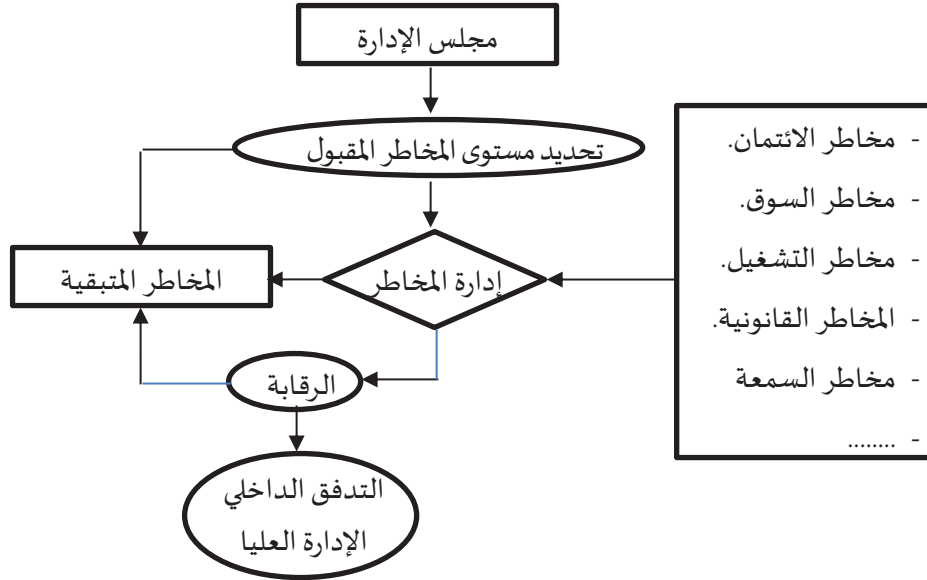 مجلس الإدارة
تحديد مستوى المخاطر المقبول
- مخاطر الائتمان.
- مخاطر السوق.
- مخاطر التشغيل.
- المخاطر القانونية.
- مخاطر السمعة
- ........
إدارة المخاطر
المخاطر المتبقية
الرقابة
التدفق الداخلي
الإدارة العليا